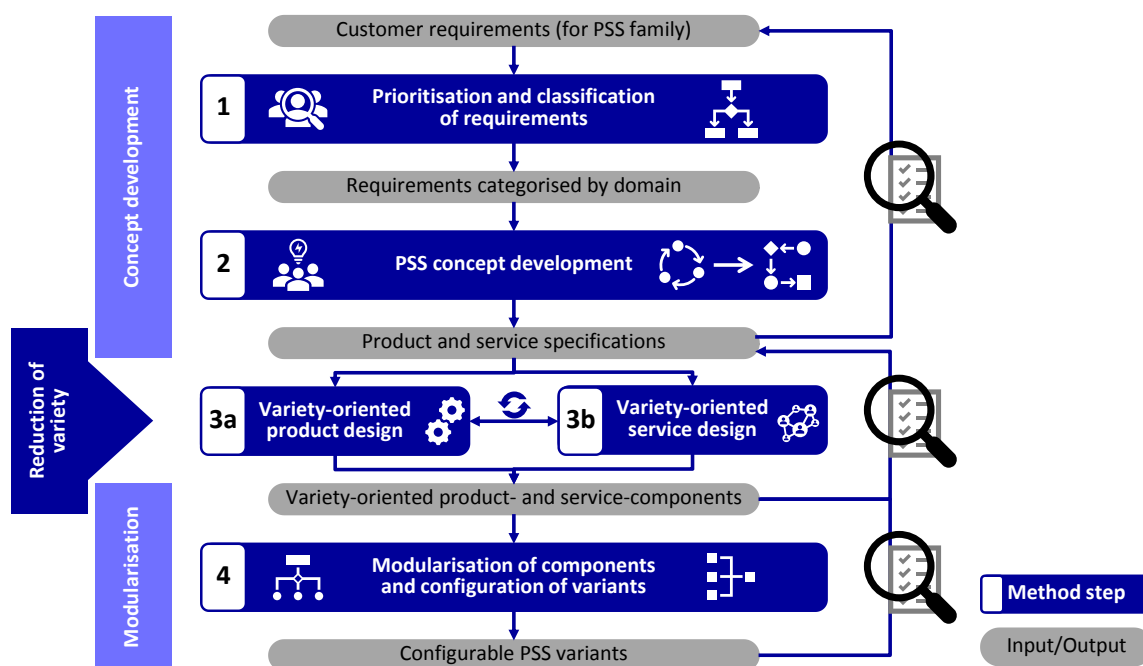 Customer requirements (for PSS family)
Concept development
1
Prioritisation and classification
of requirements
Requirements categorised by domain
2
PSS concept development
Product and service specifications
Reduction of
variety
3a
Variety-oriented
product design
3b
Variety-oriented
service design
Variety-oriented product- and service-components
Modularisation
4
Modularisation of components
and configuration of variants
Configurable PSS variants
Method step
Input/Output